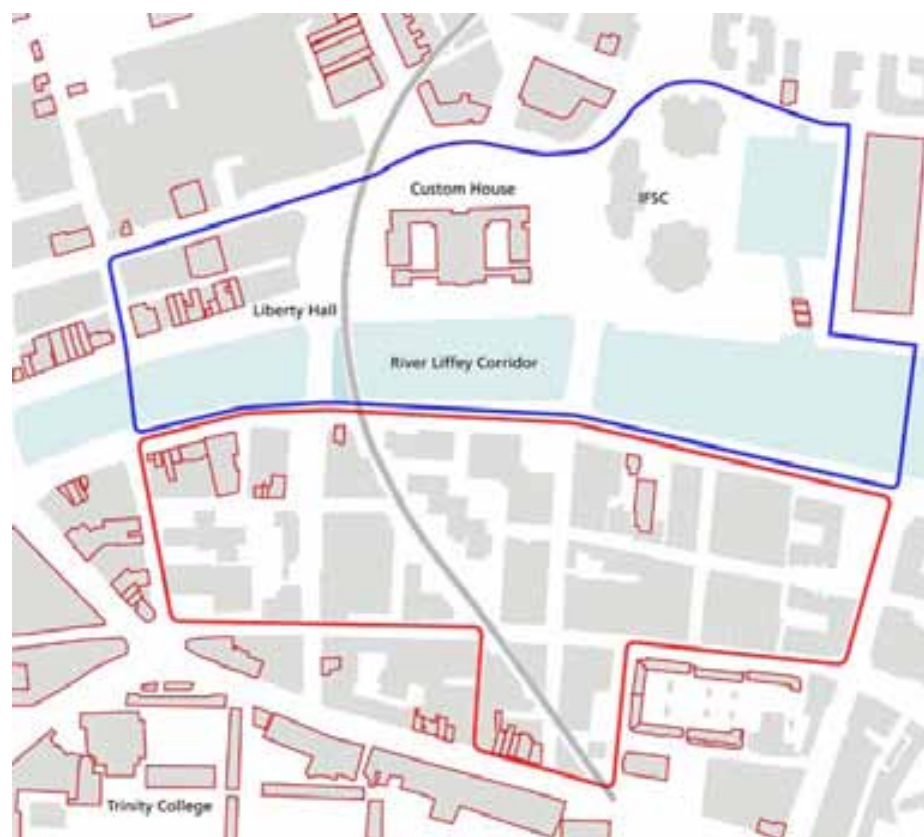 Custom House
IFSC
Liberty Hall
River Liffey Corridor
Trinity College